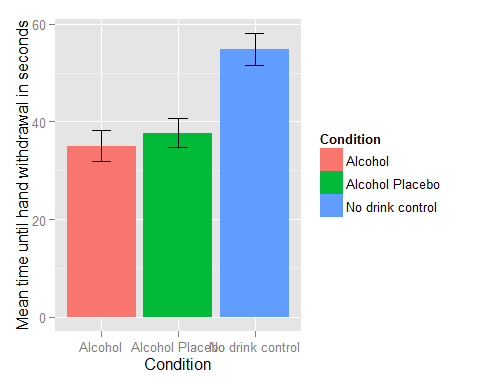 Mean time until hand withdrawal in seconds
60
40
20
0
Alcohol
Alcohol Placebo
No drink control
Condition
Condition
Alcohol
Alcohol Placebo
No drink control